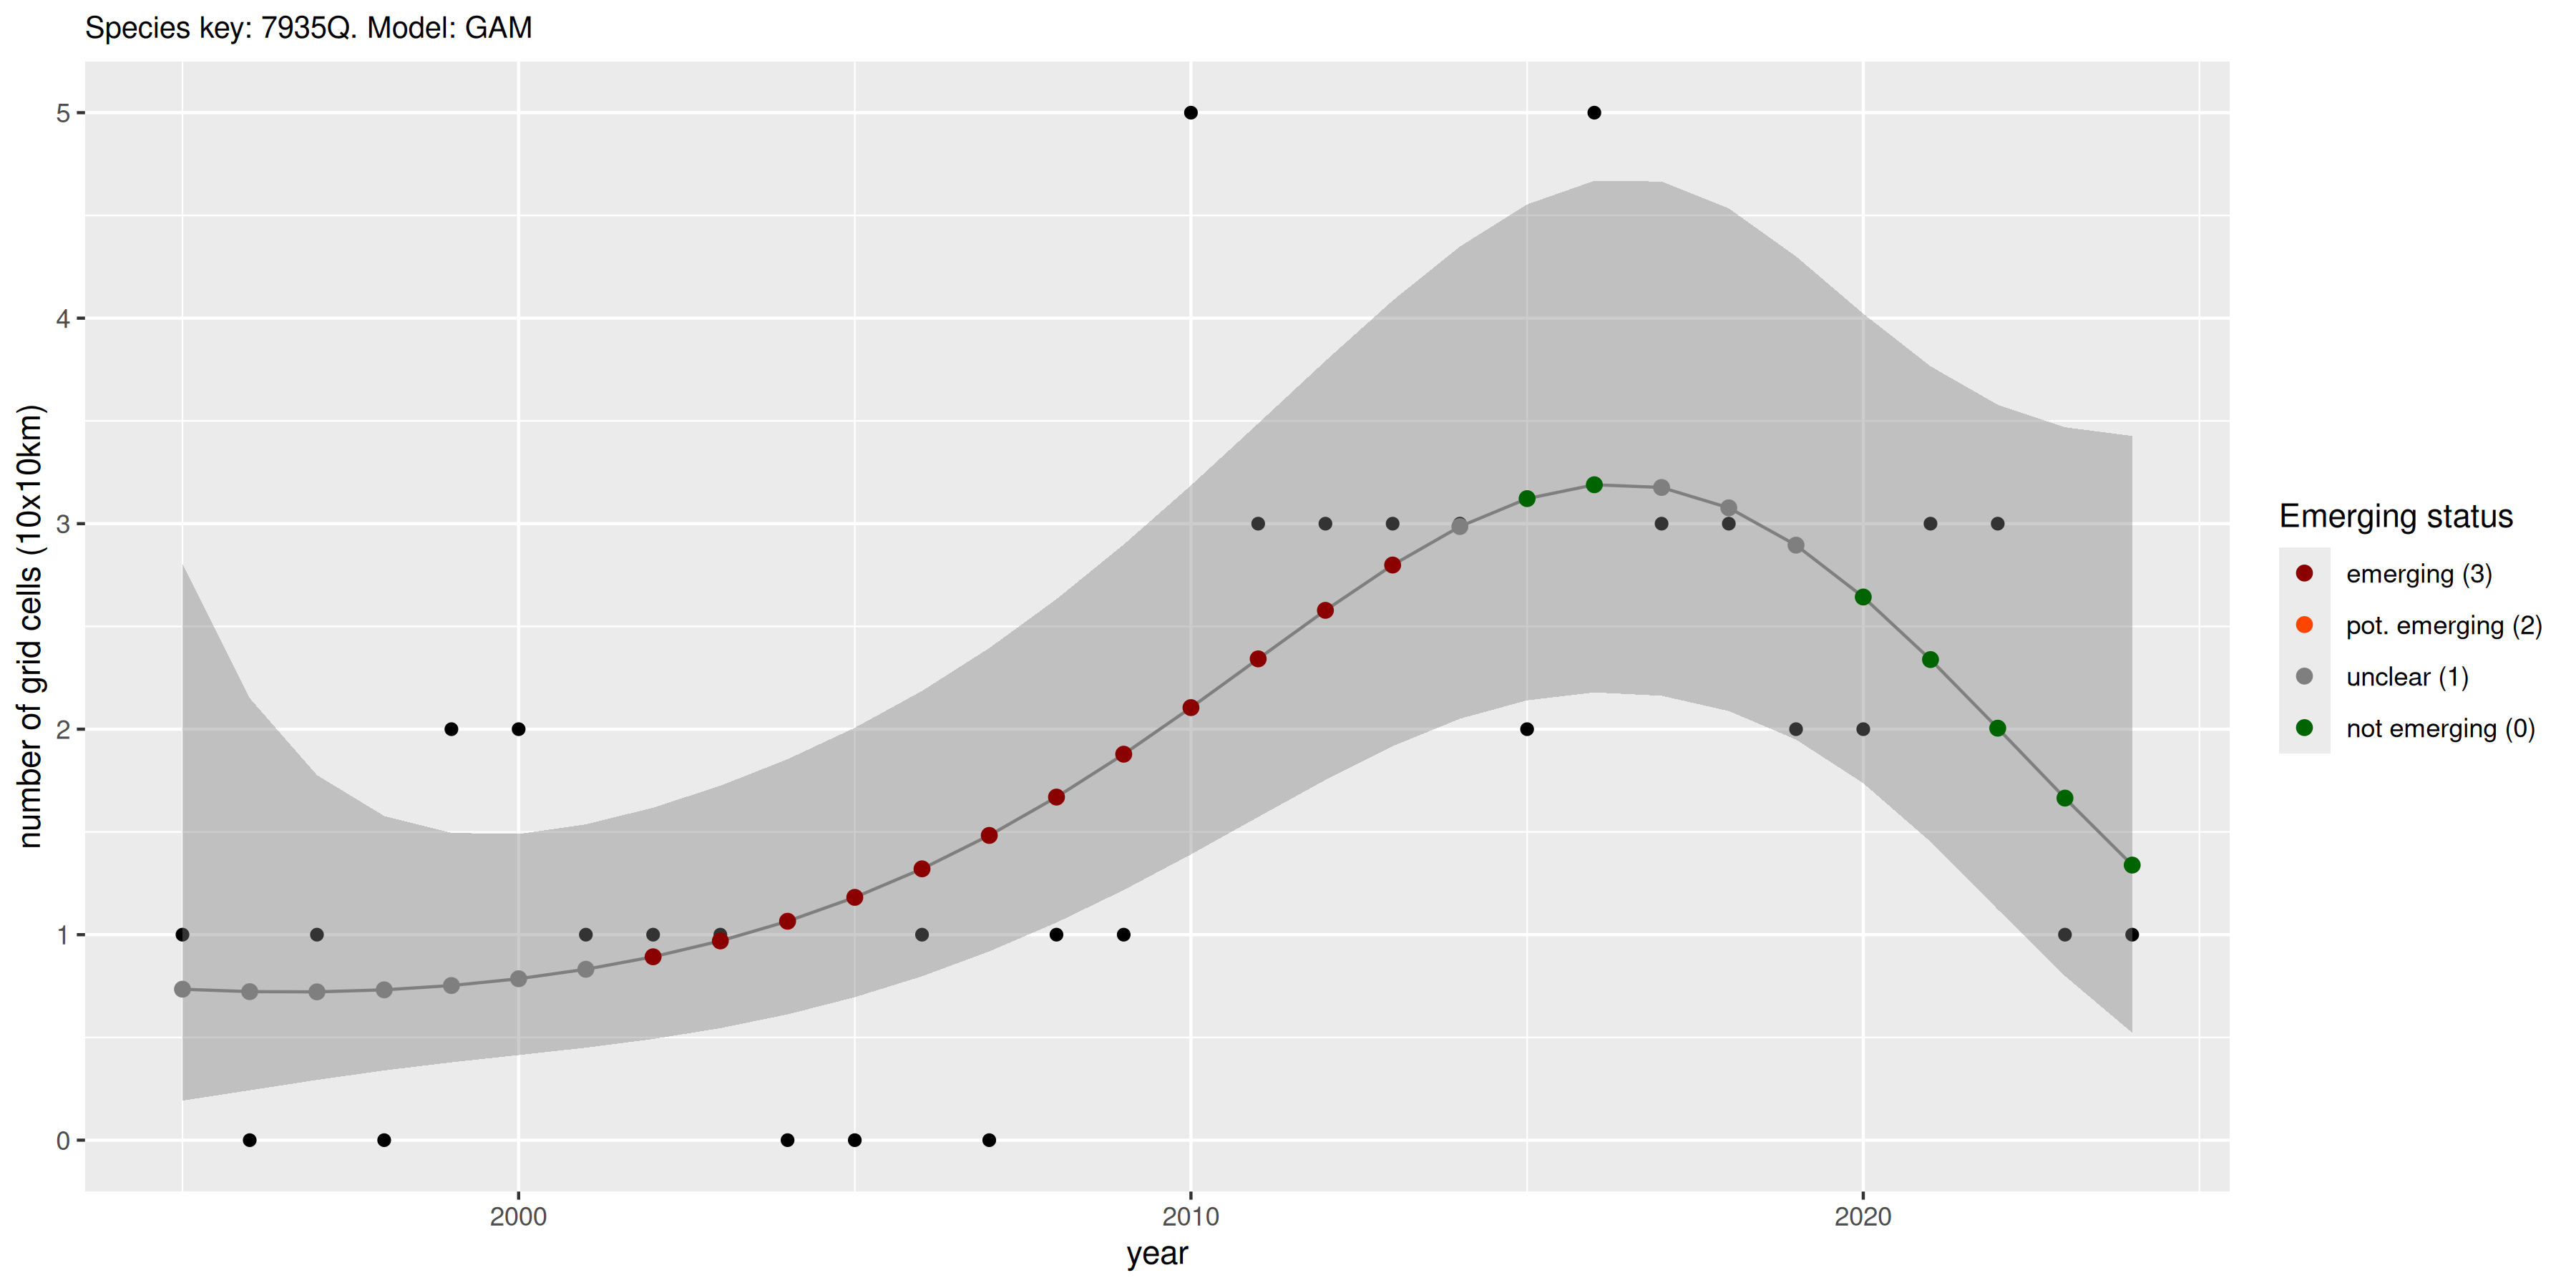 Species key: 7935Q. Model: GAM
5
4
3
2
1
0
number of grid cells (10x10km)
2000
2010
2020
year
Emerging status
emerging (3)
pot. emerging (2)
unclear (1)
not emerging (0)